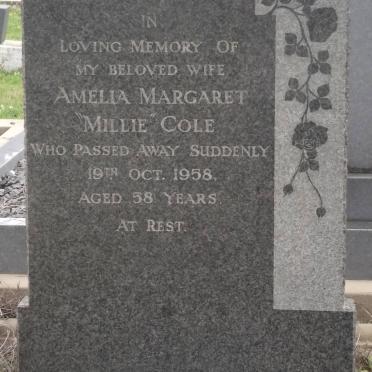 IN
LOVING MEMORY OF
MY BELOVED WIFE
AMELIA MARGARET
"MILLIE" COLE
WHO PASSED AWAY SUDDENLY
19TH OCT. 1958.
AGED 58 YEARS.
AT REST.